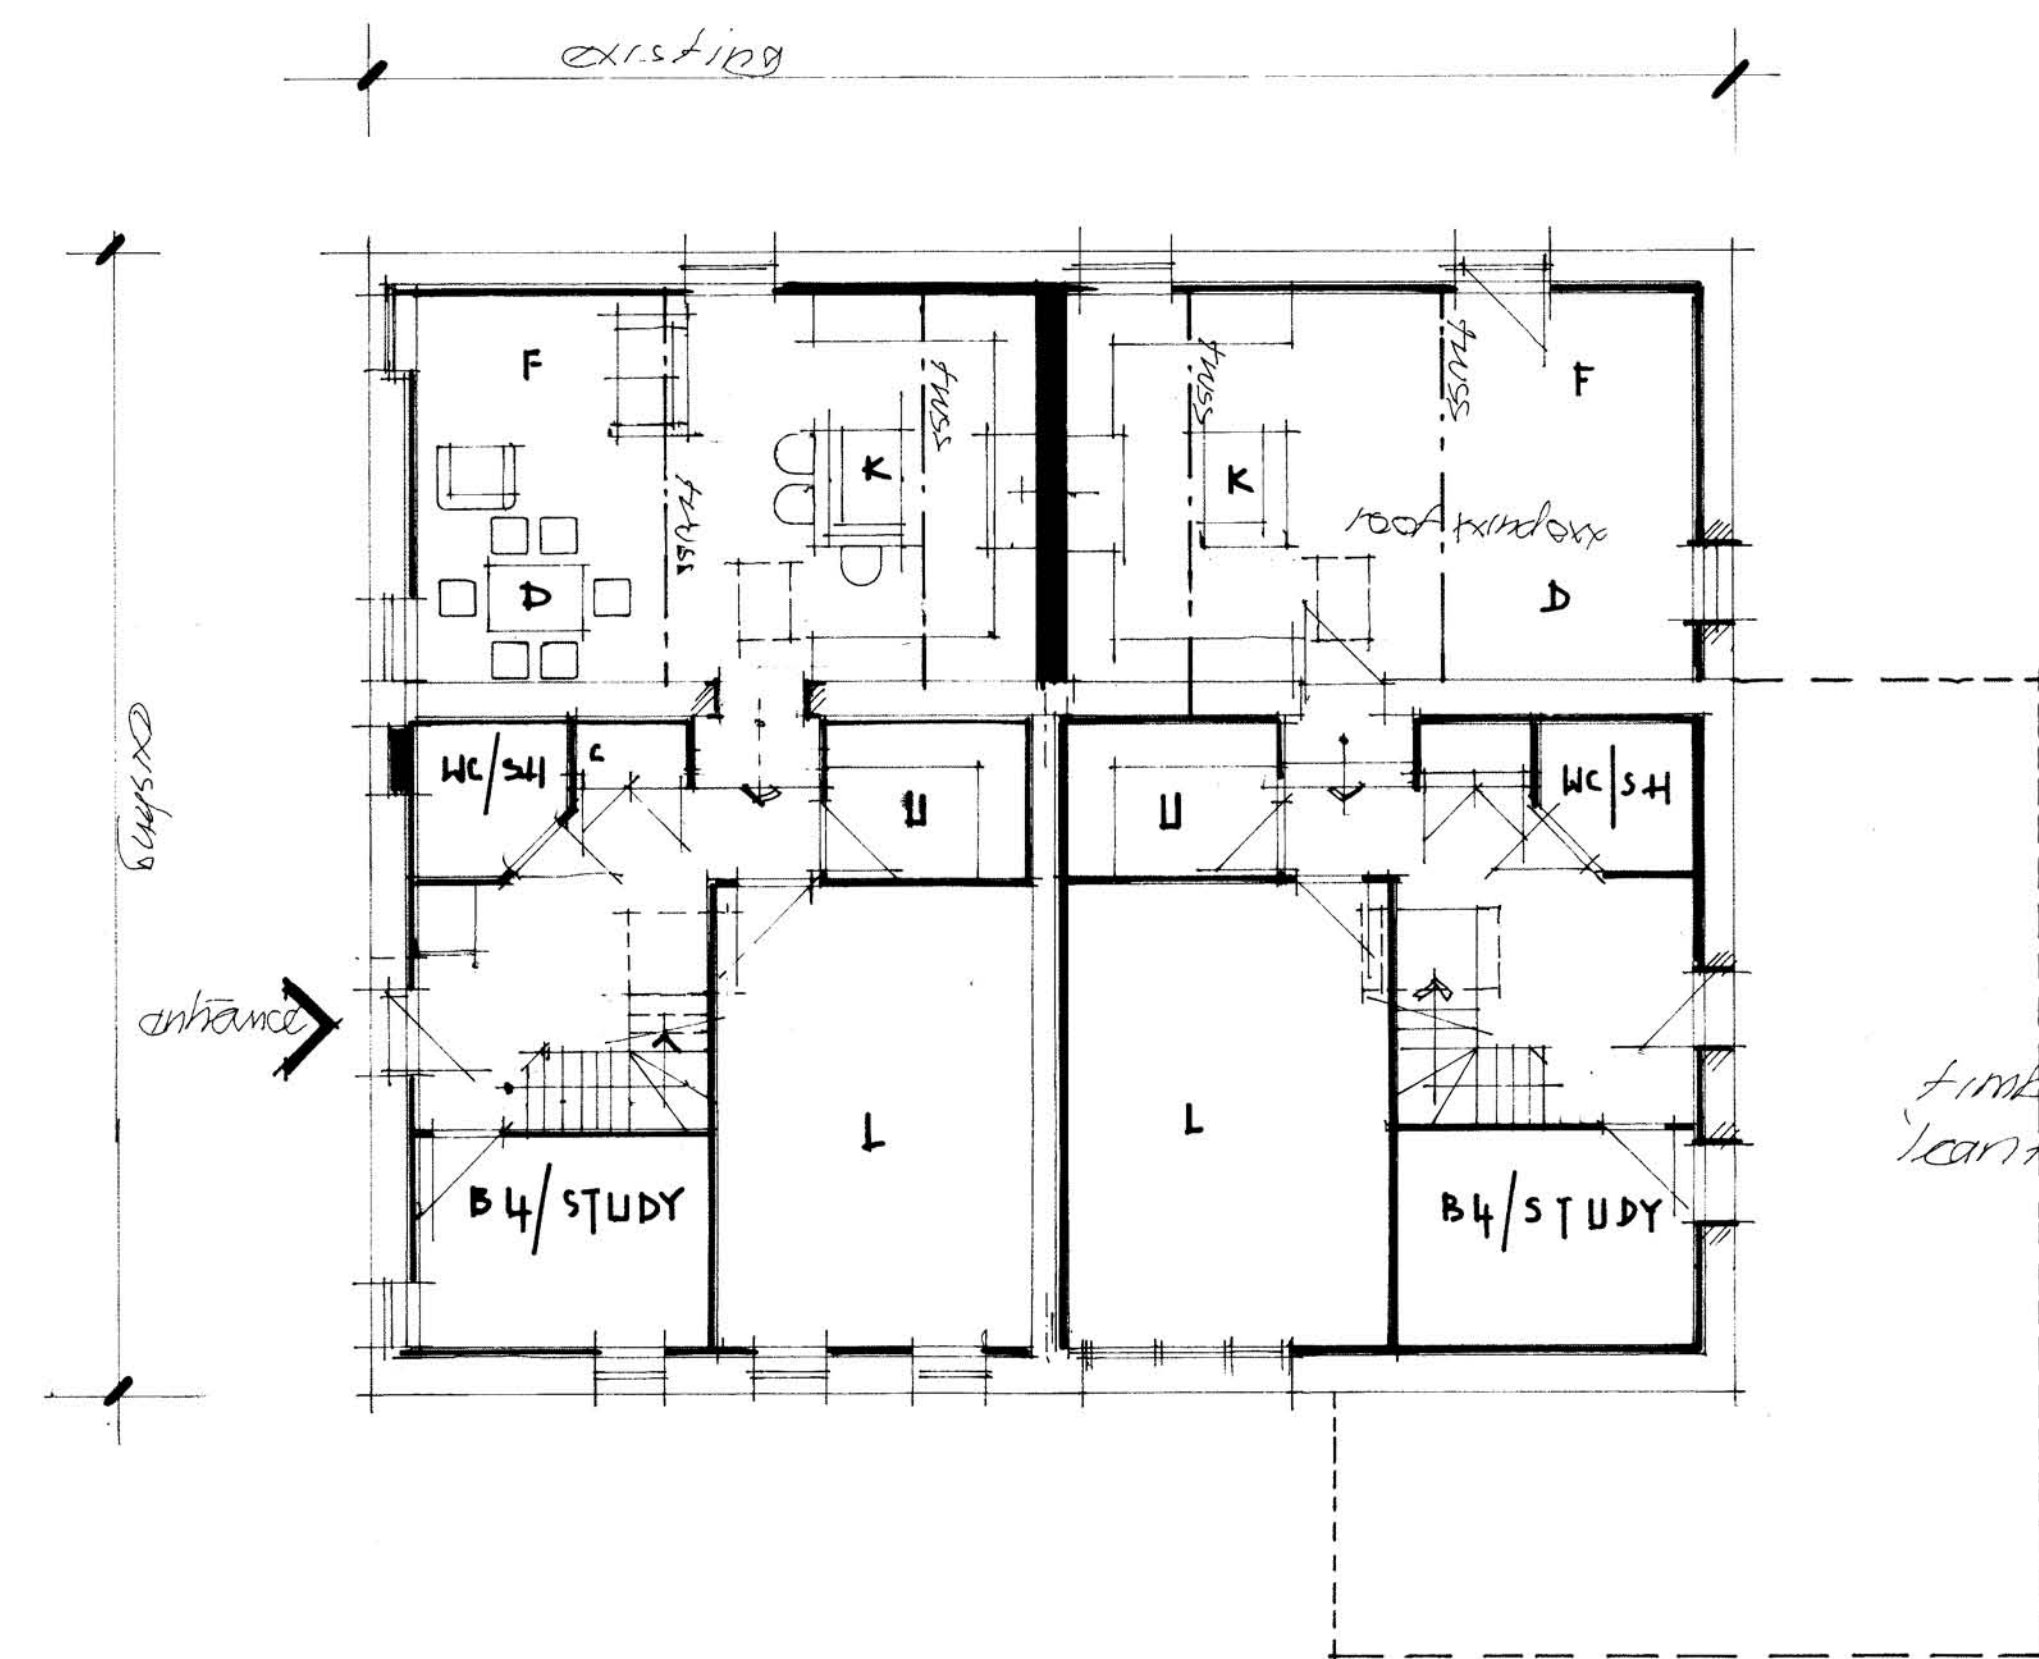 existing
F
truss
K
truss
D
truss
K
roof window
truss
F
D
existing
WC/SH
C
U
U
WC/SH
entrance
L
L
B4/STUDY
B4/STUDY